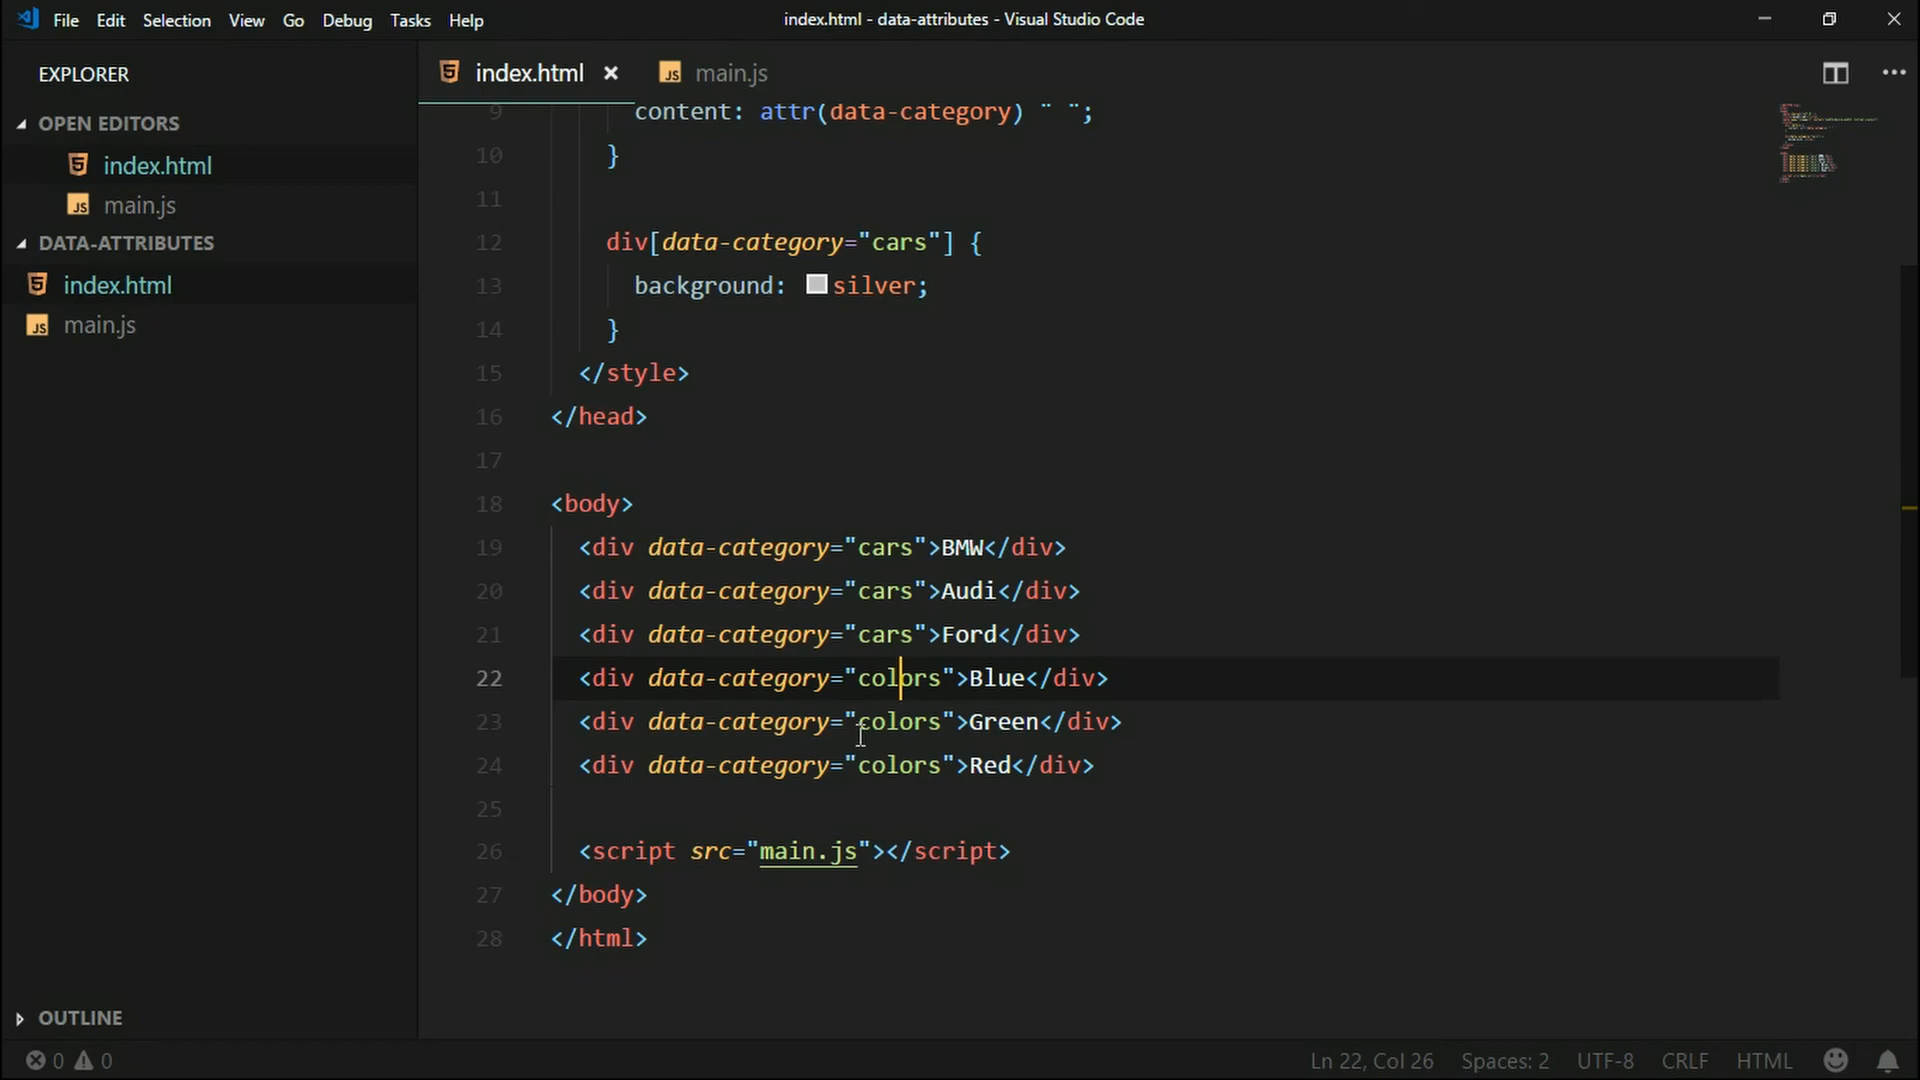 File Edit Selection View Go Debug Tasks Help
index.html - data-attributes - Visual Studio Code
EXPLORER
OPEN EDITORS
index.html
JS main.js
DATA-ATTRIBUTES
index.html
JS main.js
OUTLINE
index.html × JS main.js
9 content: attr(data-category) " ";
10 }
11
12 div[data-category="cars"] {
13 background: silver;
14 }
15 </style>
16 </head>
17
18 <body>
19 <div data-category="cars">BMW</div>
20 <div data-category="cars">Audi</div>
21 <div data-category="cars">Ford</div>
22 <div data-category="colors">Blue</div>
23 <div data-category="colors">Green</div>
24 <div data-category="colors">Red</div>
25
26 <script src="main.js"></script>
27 </body>
28 </html>
0 0 Ln 22, Col 26 Spaces: 2 UTF-8 CRLF HTML